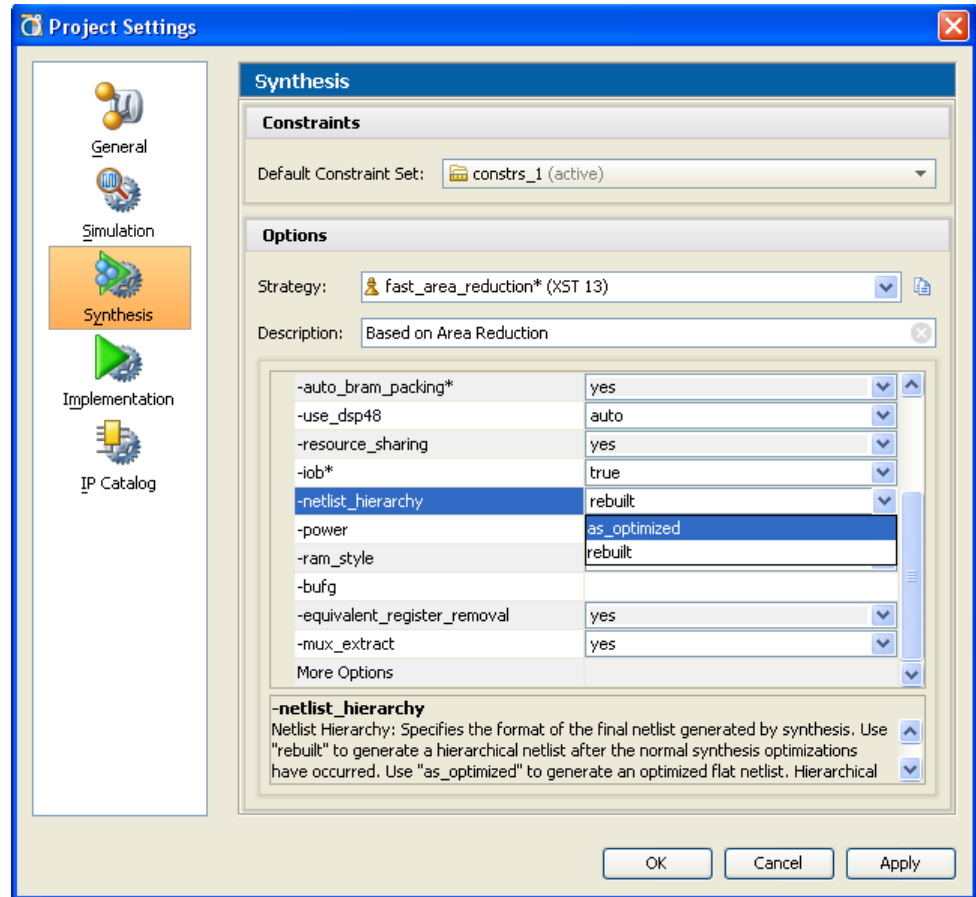 Project Settings
General
Simulation
Synthesis
Implementation
IP Catalog
Synthesis
Constraints
Default Constraint Set: constrs_1 (active)
Options
Strategy: fast_area_reduction* (XST 13)
Description: Based on Area Reduction
-auto_bram_packing* yes
-use_dsp48 auto
-resource_sharing yes
-iob* true
-netlist_hierarchy rebuilt
-power as_optimized
-ram_style rebuilt
-bufg
-equivalent_register_removal yes
-mux_extract yes
More Options
-netlist_hierarchy
Netlist Hierarchy: Specifies the format of the final netlist generated by synthesis. Use
"rebuilt" to generate a hierarchical netlist after the normal synthesis optimizations
have occurred. Use "as_optimized" to generate an optimized flat netlist. Hierarchical
OK Cancel Apply